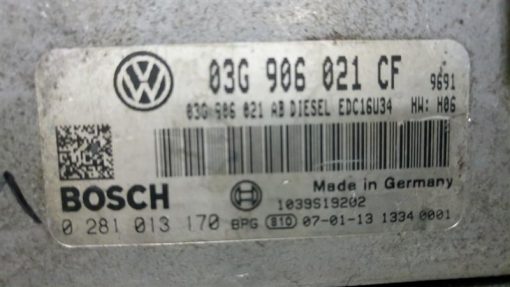 03G 906 021 CF 9691
03G 906 021 AB DIESEL EDC16U34 HW: H06
BOSCH
Made in Germany
1039S19202
0 281 013 170 BPG 810 07-01-13 1334 0001